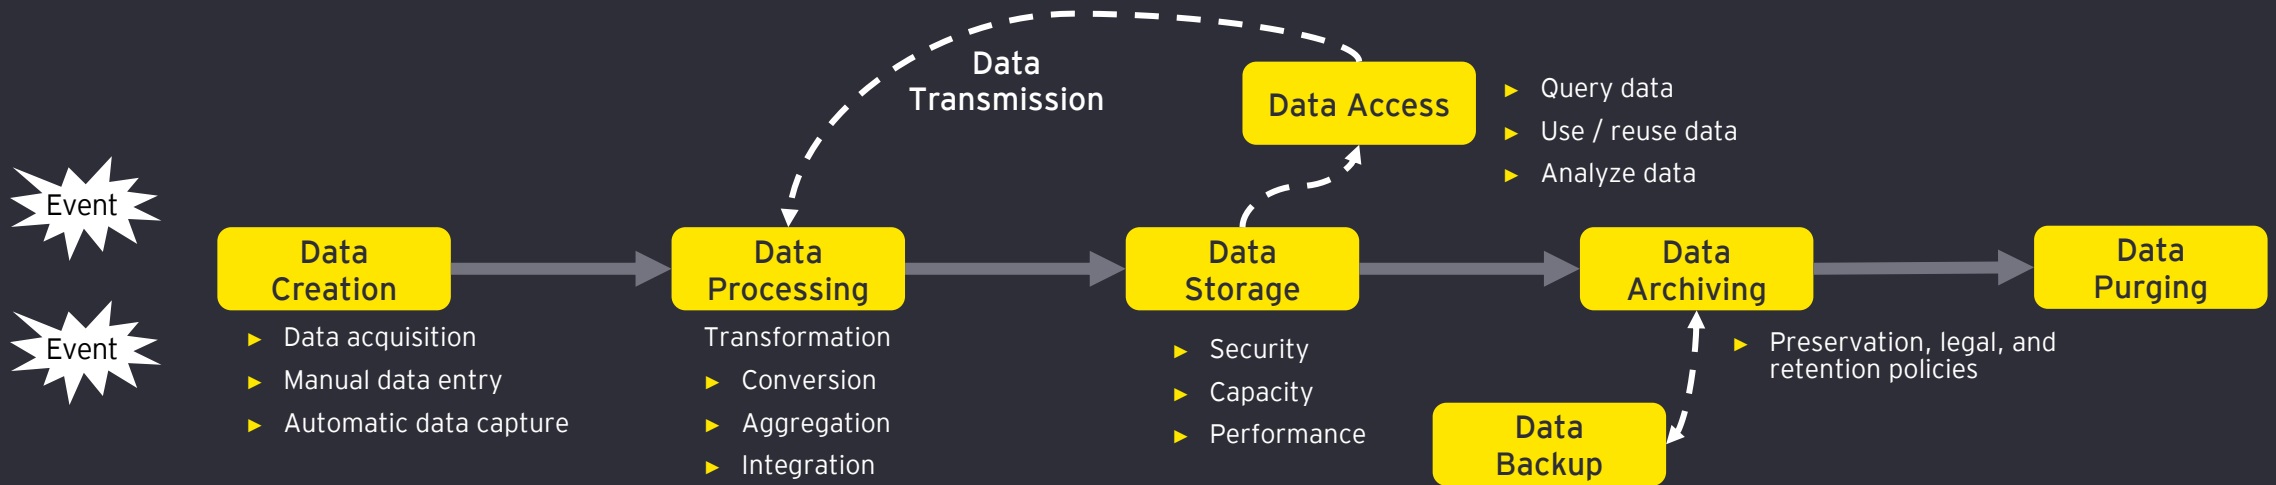 Data
Transmission
Data Access
► Query data
► Use / reuse data
► Analyze data
Event
Event
Data
Creation
► Data acquisition
► Manual data entry
► Automatic data capture
Data
Processing
Transformation
► Conversion
► Aggregation
► Integration
Data
Storage
► Security
► Capacity
► Performance
Data
Archiving
► Preservation, legal, and
retention policies
Data
Backup
Data
Purging